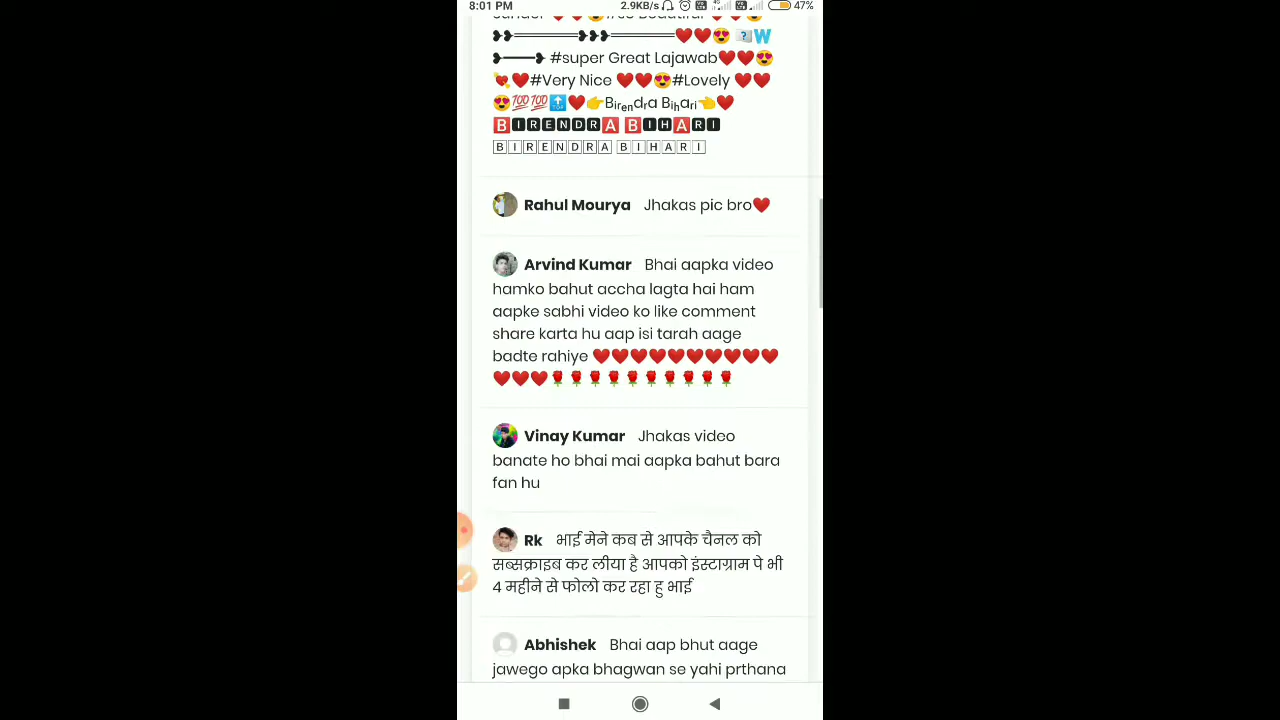 8:01 PM 2.9KB/s 47%
❥❥═══════❥❥❥═══════❤️❤️😍 W
❥━━━❥ #super Great Lajawab❤️❤️😍
💘❤️#Very Nice ❤️❤️😍#Lovely ❤️❤️
😍💯💯🔝❤️👉Bᵢᵣₑₙdᵣa Bᵢₕaᵣᵢ👈❤️
🅱🅸🆁🅴🅽🅳🆁🅰 🅱🅸🅷🅰🆁🅸
🄱🄸🅁🄴🄽🄳🅁🄰 🄱🄸🄷🄰🅁🄸
Rahul Mourya Jhakas pic bro❤️
Arvind Kumar Bhai aapka video
hamko bahut accha lagta hai ham
aapke sabhi video ko like comment
share karta hu aap isi tarah aage
badte rahiye ❤️❤️❤️❤️❤️❤️❤️❤️❤️❤️
❤️❤️❤️🌹🌹🌹🌹🌹🌹🌹🌹🌹🌹
Vinay Kumar Jhakas video
banate ho bhai mai aapka bahut bara
fan hu
Rk भाई मेने कब से आपके चैनल को
सब्सक्राइब कर लीया है आपको इंस्टाग्राम पे भी
4 महीने से फोलो कर रहा हु भाई
Abhishek Bhai aap bhut aage
jawego apka bhagwan se yahi prthana